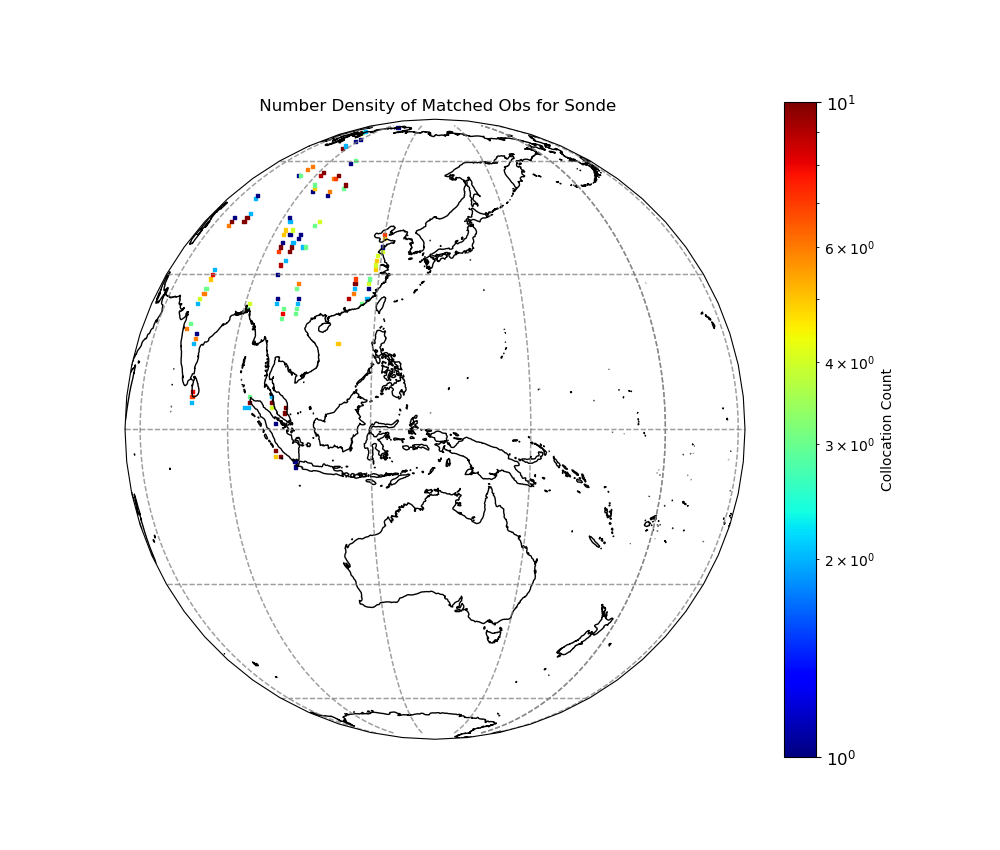 Number Density of Matched Obs for Sonde
10¹
6 × 10⁰
4 × 10⁰
3 × 10⁰
2 × 10⁰
10⁰
Collocation Count